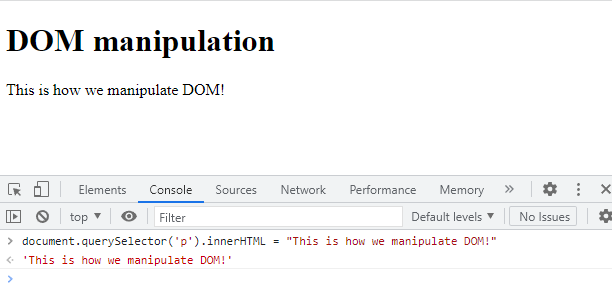 DOM manipulation
This is how we manipulate DOM!
Elements Console Sources Network Performance Memory »
top ▼ Filter Default levels ▼ No Issues
> document.querySelector('p').innerHTML = "This is how we manipulate DOM!"
< 'This is how we manipulate DOM!'
>